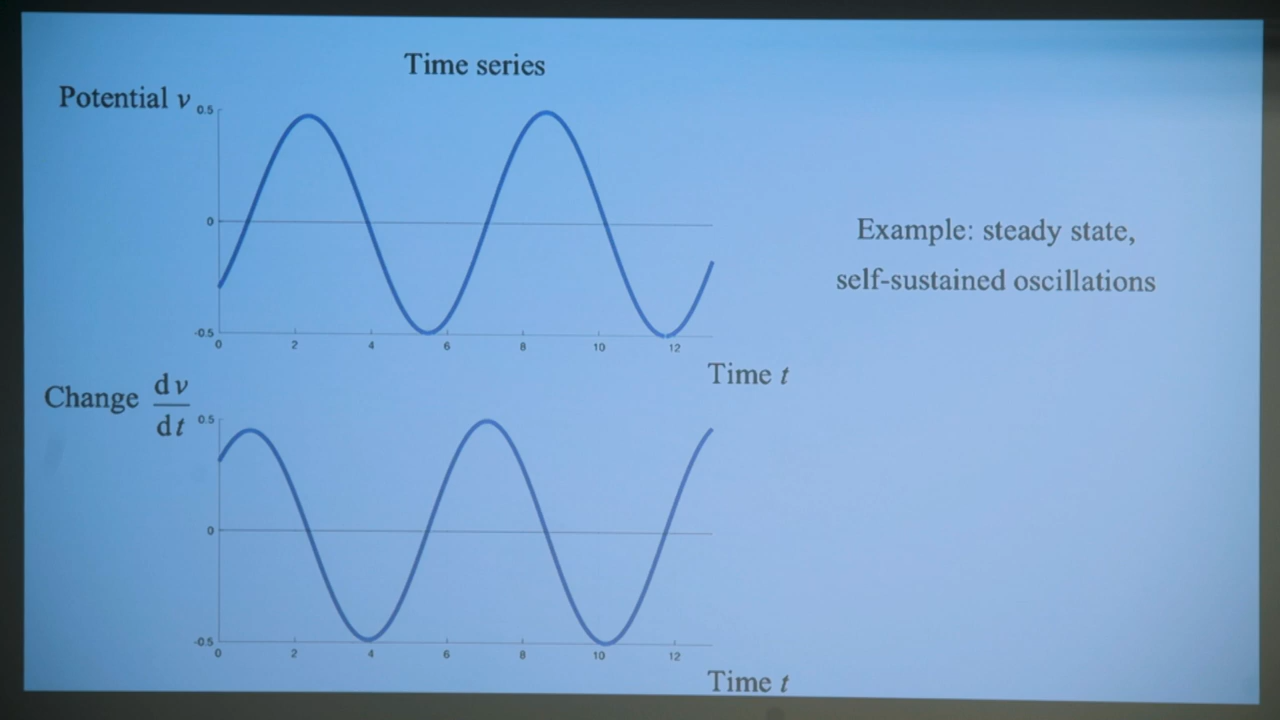 Time series
Potential v
0.5
0
-0.5
0 2 4 6 8 10 12
Time t
Example: steady state,
self-sustained oscillations
Change dv
dt
0.5
0
-0.5
0 2 4 6 8 10 12
Time t